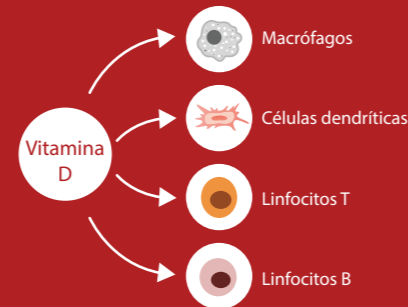 Macrófagos
Células dendríticas
Vitamina
D
Linfocitos T
Linfocitos B